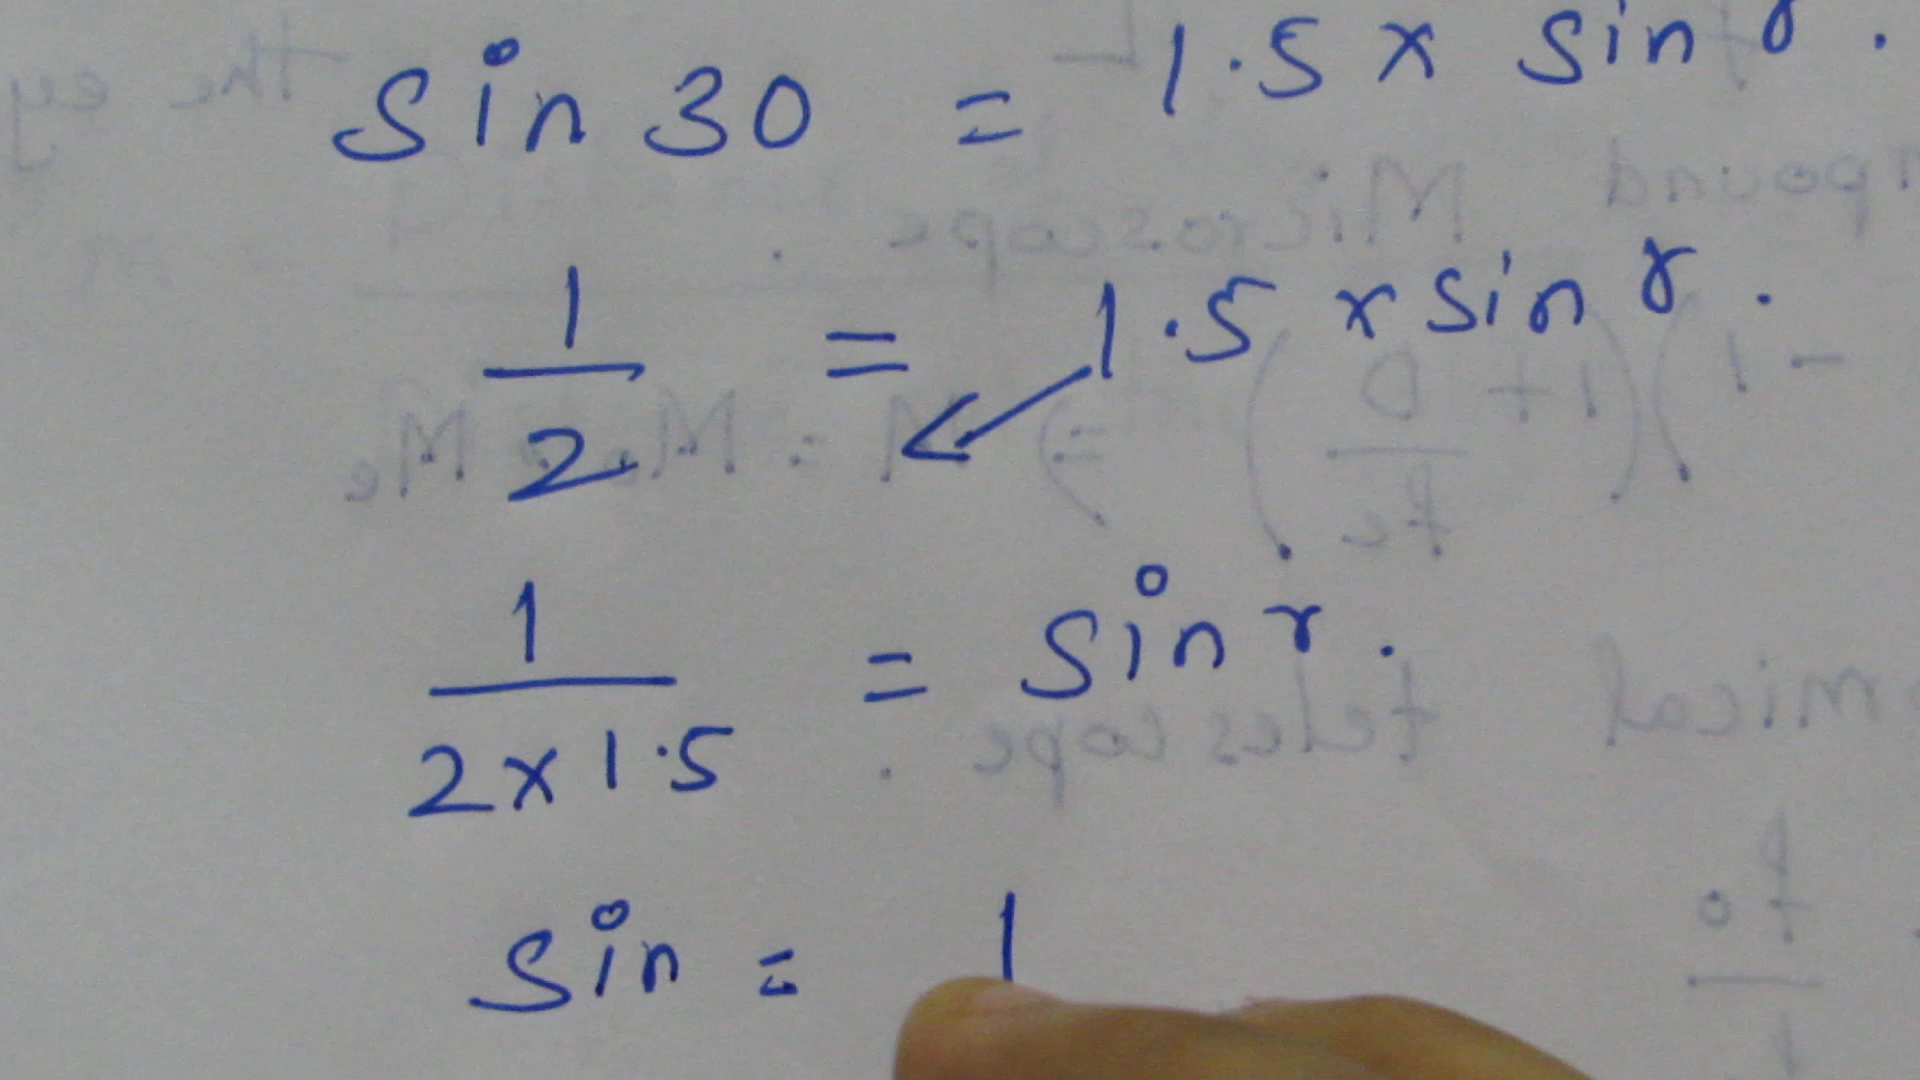 sin 30 = 1.5 x sin r.
1/2 = 1.5 x sin r.
1/(2x1.5) = sin r.
sin = 1